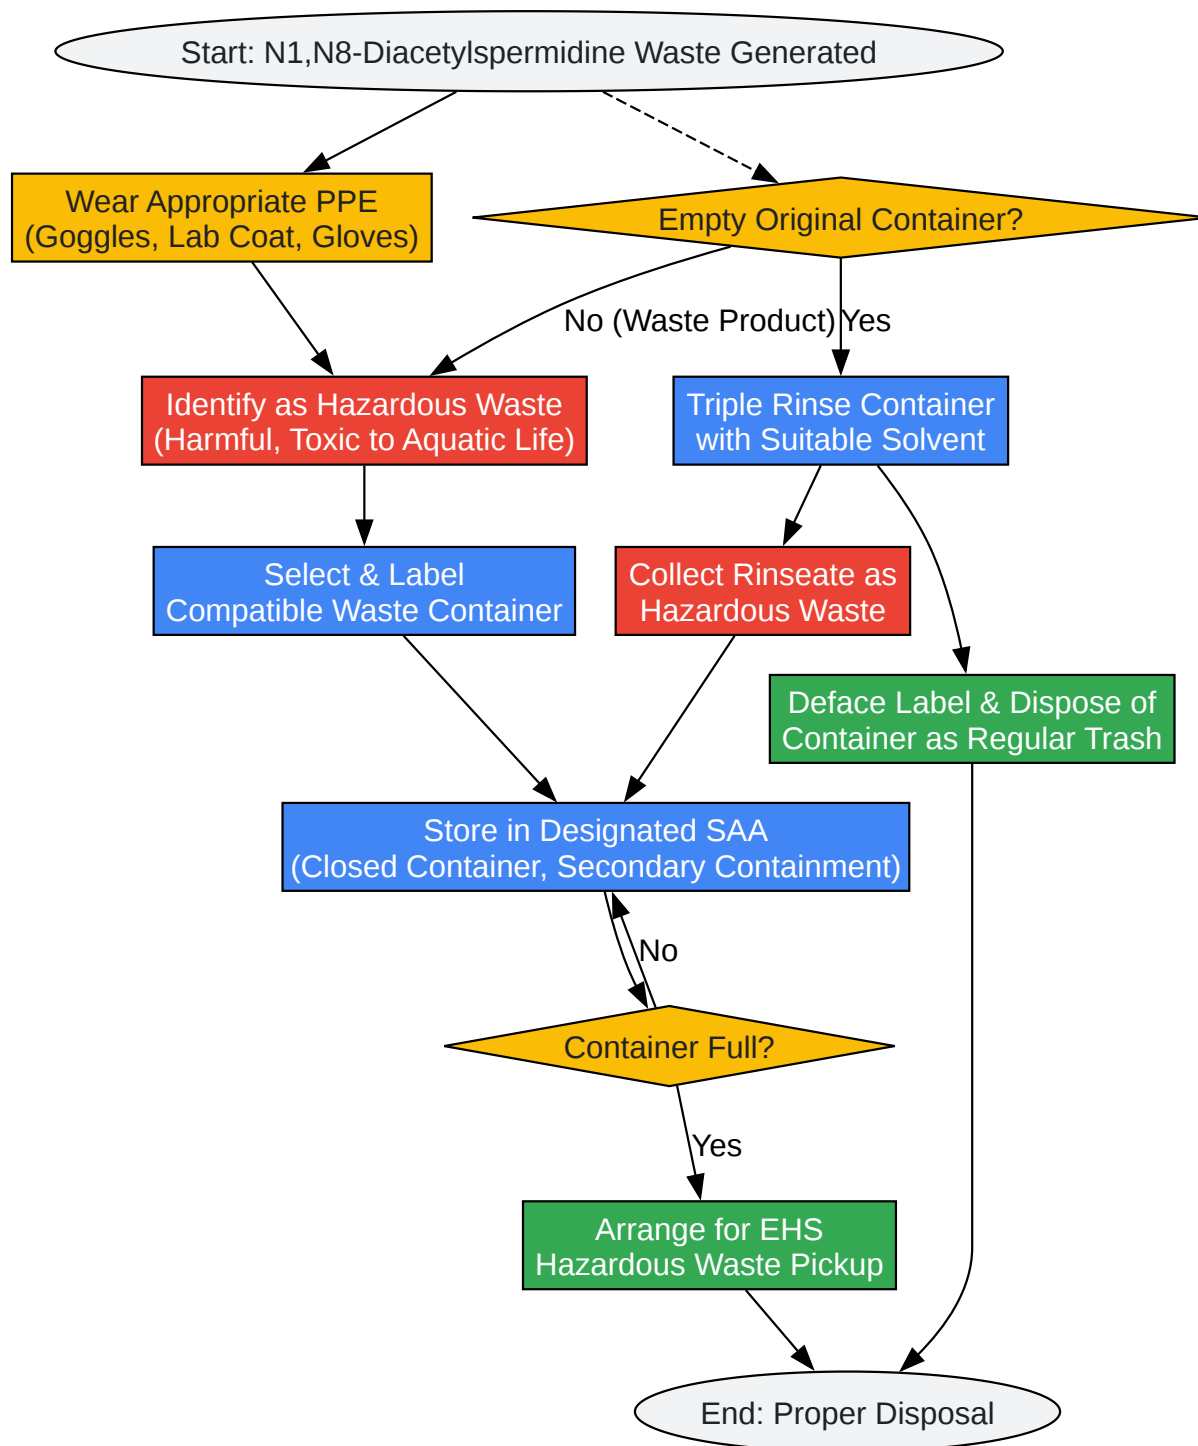 Start: N1,N8-Diacetylspermidine Waste Generated
Wear Appropriate PPE
(Goggles, Lab Coat, Gloves)
Empty Original Container?
No (Waste Product)
Yes
Identify as Hazardous Waste
(Harmful, Toxic to Aquatic Life)
Triple Rinse Container
with Suitable Solvent
Select & Label
Compatible Waste Container
Collect Rinseate as
Hazardous Waste
Deface Label & Dispose of
Container as Regular Trash
Store in Designated SAA
(Closed Container, Secondary Containment)
No
Container Full?
Yes
Arrange for EHS
Hazardous Waste Pickup
End: Proper Disposal